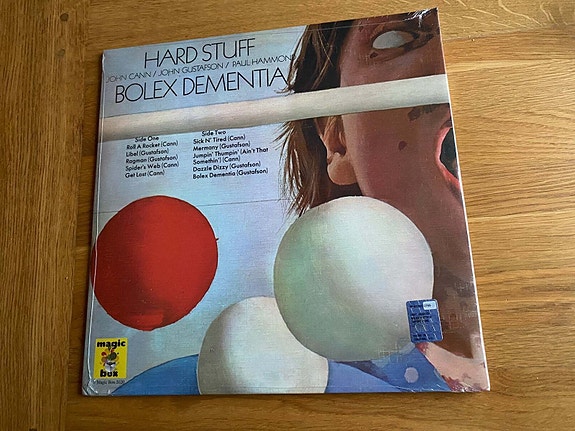 HARD STUFF
JOHN CANN / JOHN GUSTAFSON / PAUL HAMMON
BOLEX DEMENTIA
Side One
Roll A Rocket (Cann)
Libel (Gustafson)
Ragman (Gustafson)
Spider's Web (Cann)
Get Lost (Cann)
Side Two
Sick N' Tired (Cann)
Mermany (Gustafson)
Jumpin' Thumpin' (Ain't That
Somethin') (Cann)
Dazzle Dizzy (Gustafson)
Bolex Dementia (Gustafson)
magic
box